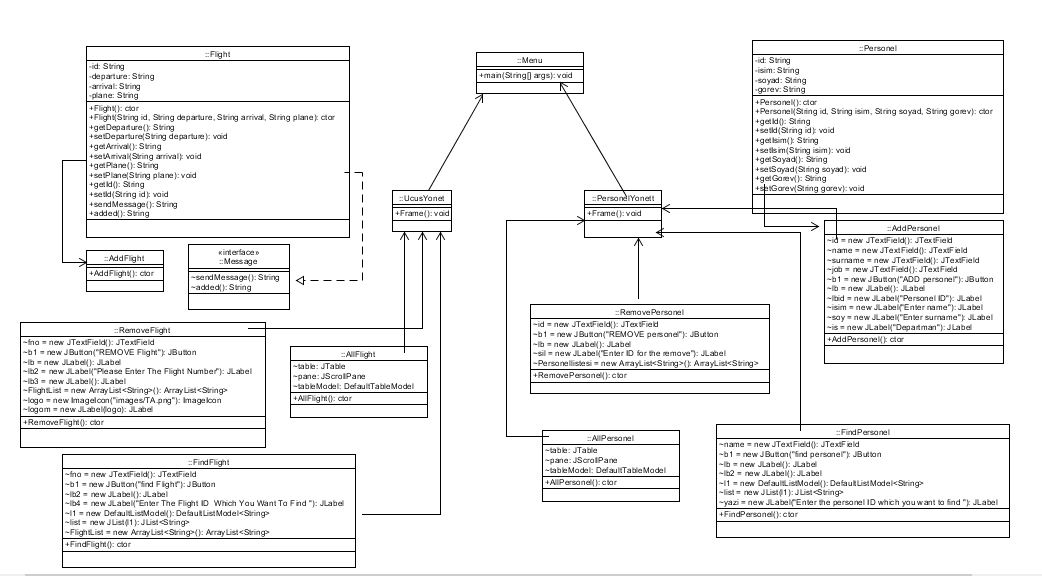 ::Flight
-id: String
-departure: String
-arrival: String
-plane: String
+Flight(): ctor
+Flight(String id, String departure, String arrival, String plane): ctor
+getDeparture(): String
+setDeparture(String departure): void
+getArrival(): String
+setArrival(String arrival): void
+getPlane(): String
+setPlane(String plane): void
+getId(): String
+setId(String id): void
+sendMessage(): String
+added(): String
::Menu
+main(String[] args): void
::Personel
-id: String
-isim: String
-soyad: String
-gorev: String
+Personel(): ctor
+Personel(String id, String isim, String soyad, String gorev): ctor
+getId(): String
+setId(String id): void
+getIsim(): String
+setIsim(String isim): void
+getSoyad(): String
+setSoyad(String soyad): void
+getGorev(): String
+setGorev(String gorev): void
::UcusYonet
+Frame(): void
::PersonelYonett
+Frame(): void
::AddFlight
+AddFlight(): ctor
«interface»
::Message
~sendMessage(): String
~added(): String
::AddPersonel
~id = new JTextField(): JTextField
~name = new JTextField(): JTextField
~surname = new JTextField(): JTextField
~job = new JTextField(): JTextField
~b1 = new JButton("ADD personel"): JButton
~lb = new JLabel(): JLabel
~lbid = new JLabel("Personel ID"): JLabel
~isim = new JLabel("Enter name"): JLabel
~soy = new JLabel("Enter surname"): JLabel
~is = new JLabel("Departman"): JLabel
+AddPersonel(): ctor
::RemoveFlight
~fno = new JTextField(): JTextField
~b1 = new JButton("REMOVE Flight"): JButton
~lb = new JLabel(): JLabel
~lb2 = new JLabel("Please Enter The Flight Number"): JLabel
~lb3 = new JLabel(): JLabel
~FlightList = new ArrayList<String>(): ArrayList<String>
~logo = new ImageIcon("images/TA.png"): ImageIcon
~logom = new JLabel(logo): JLabel
+RemoveFlight(): ctor
::AllFlight
~table: JTable
~pane: JScrollPane
~tableModel: DefaultTableModel
+AllFlight(): ctor
::RemovePersonel
~id = new JTextField(): JTextField
~b1 = new JButton("REMOVE personel"): JButton
~lb = new JLabel(): JLabel
~sil = new JLabel("Enter ID for the remove"): JLabel
~Personellistesi = new ArrayList<String>(): ArrayList<String>
+RemovePersonel(): ctor
::FindFlight
~fno = new JTextField(): JTextField
~b1 = new JButton("find Flight"): JButton
~lb2 = new JLabel(): JLabel
~lb4 = new JLabel("Enter The Flight ID  Which You Want To Find "): JLabel
~l1 = new DefaultListModel(): DefaultListModel<String>
~list = new JList(l1): JList<String>
~FlightList = new ArrayList<String>(): ArrayList<String>
+FindFlight(): ctor
::AllPersonel
~table: JTable
~pane: JScrollPane
~tableModel: DefaultTableModel
+AllPersonel(): ctor
::FindPersonel
~name = new JTextField(): JTextField
~b1 = new JButton("find personel"): JButton
~lb = new JLabel(): JLabel
~lb2 = new JLabel(): JLabel
~l1 = new DefaultListModel(): DefaultListModel<String>
~list = new JList(l1): JList<String>
~yazi = new JLabel("Enter the personel ID which you want to find "): JLabel
+FindPersonel(): ctor